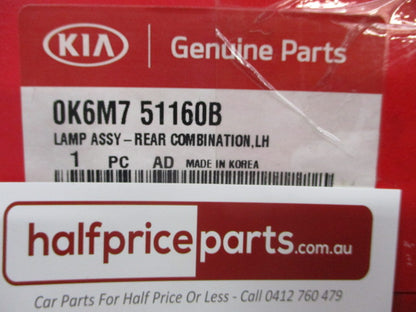 KIA Genuine Parts
0K6M7 51160B
LAMP ASSY-REAR COMBINATION,LH
1 PC AD MADE IN KOREA
halfpriceparts.com.au
Car Parts For Half Price Or Less - Call 0412 760 479